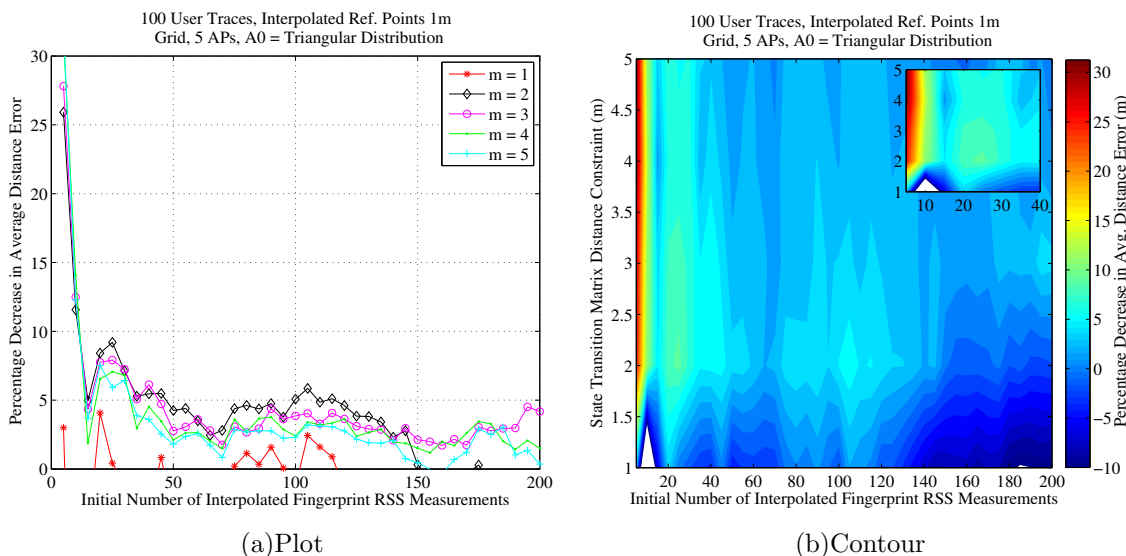 100 User Traces, Interpolated Ref. Points 1m
Grid, 5 APs, A0 = Triangular Distribution
Percentage Decrease in Average Distance Error
30
25
20
15
10
5
0
m = 1
m = 2
m = 3
m = 4
m = 5
0 50 100 150 200
Initial Number of Interpolated Fingerprint RSS Measurements
(a)Plot
100 User Traces, Interpolated Ref. Points 1m
Grid, 5 APs, A0 = Triangular Distribution
State Transition Matrix Distance Constraint (m)
5
4.5
4
3.5
3
2.5
2
1.5
1
5
4
3
2
1
10 20 30 40
20 40 60 80 100 120 140 160 180 200
Initial Number of Interpolated Fingerprint RSS Measurements
30
25
20
15
10
5
0
−5
−10
Percentage Decrease in Avg. Distance Error (m)
(b)Contour